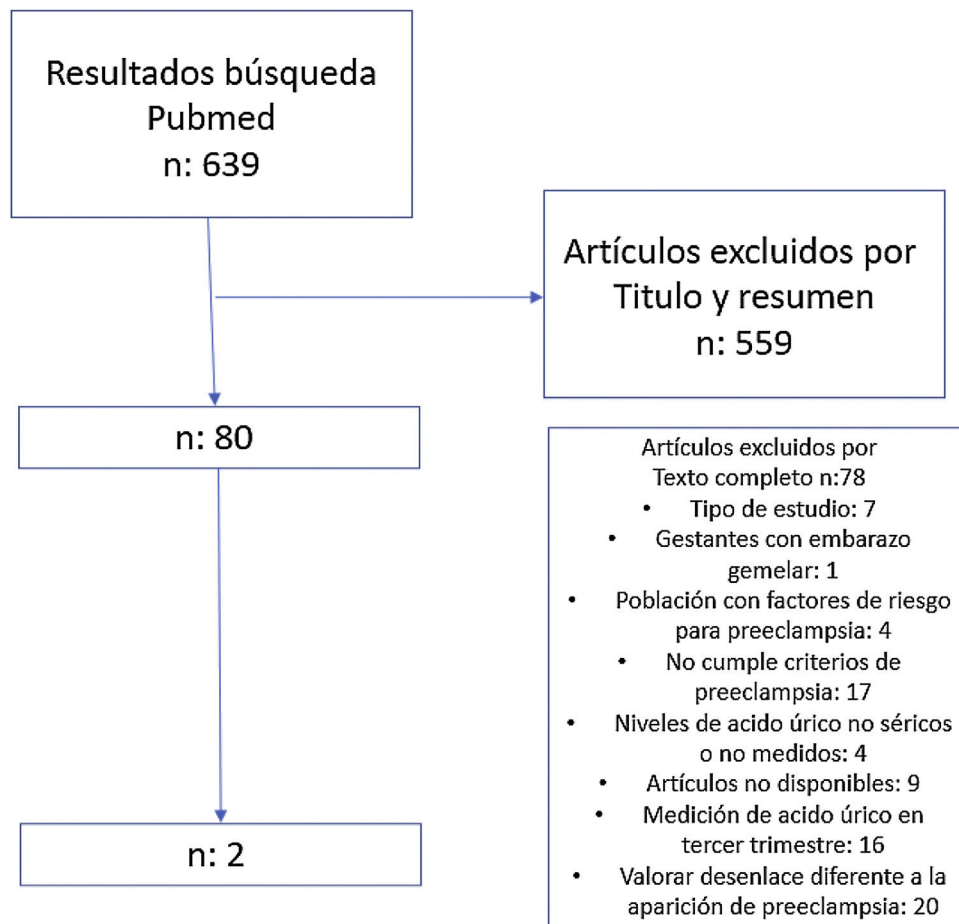 Resultados búsqueda
Pubmed
n: 639
Artículos excluidos por
Titulo y resumen
n: 559
n: 80
Artículos excluidos por
Texto completo n:78
• Tipo de estudio: 7
• Gestantes con embarazo
gemelar: 1
• Población con factores de riesgo
para preeclampsia: 4
• No cumple criterios de
preeclampsia: 17
• Niveles de acido úrico no séricos
o no medidos: 4
• Artículos no disponibles: 9
• Medición de acido úrico en
tercer trimestre: 16
• Valorar desenlace diferente a la
aparición de preeclampsia: 20
n: 2